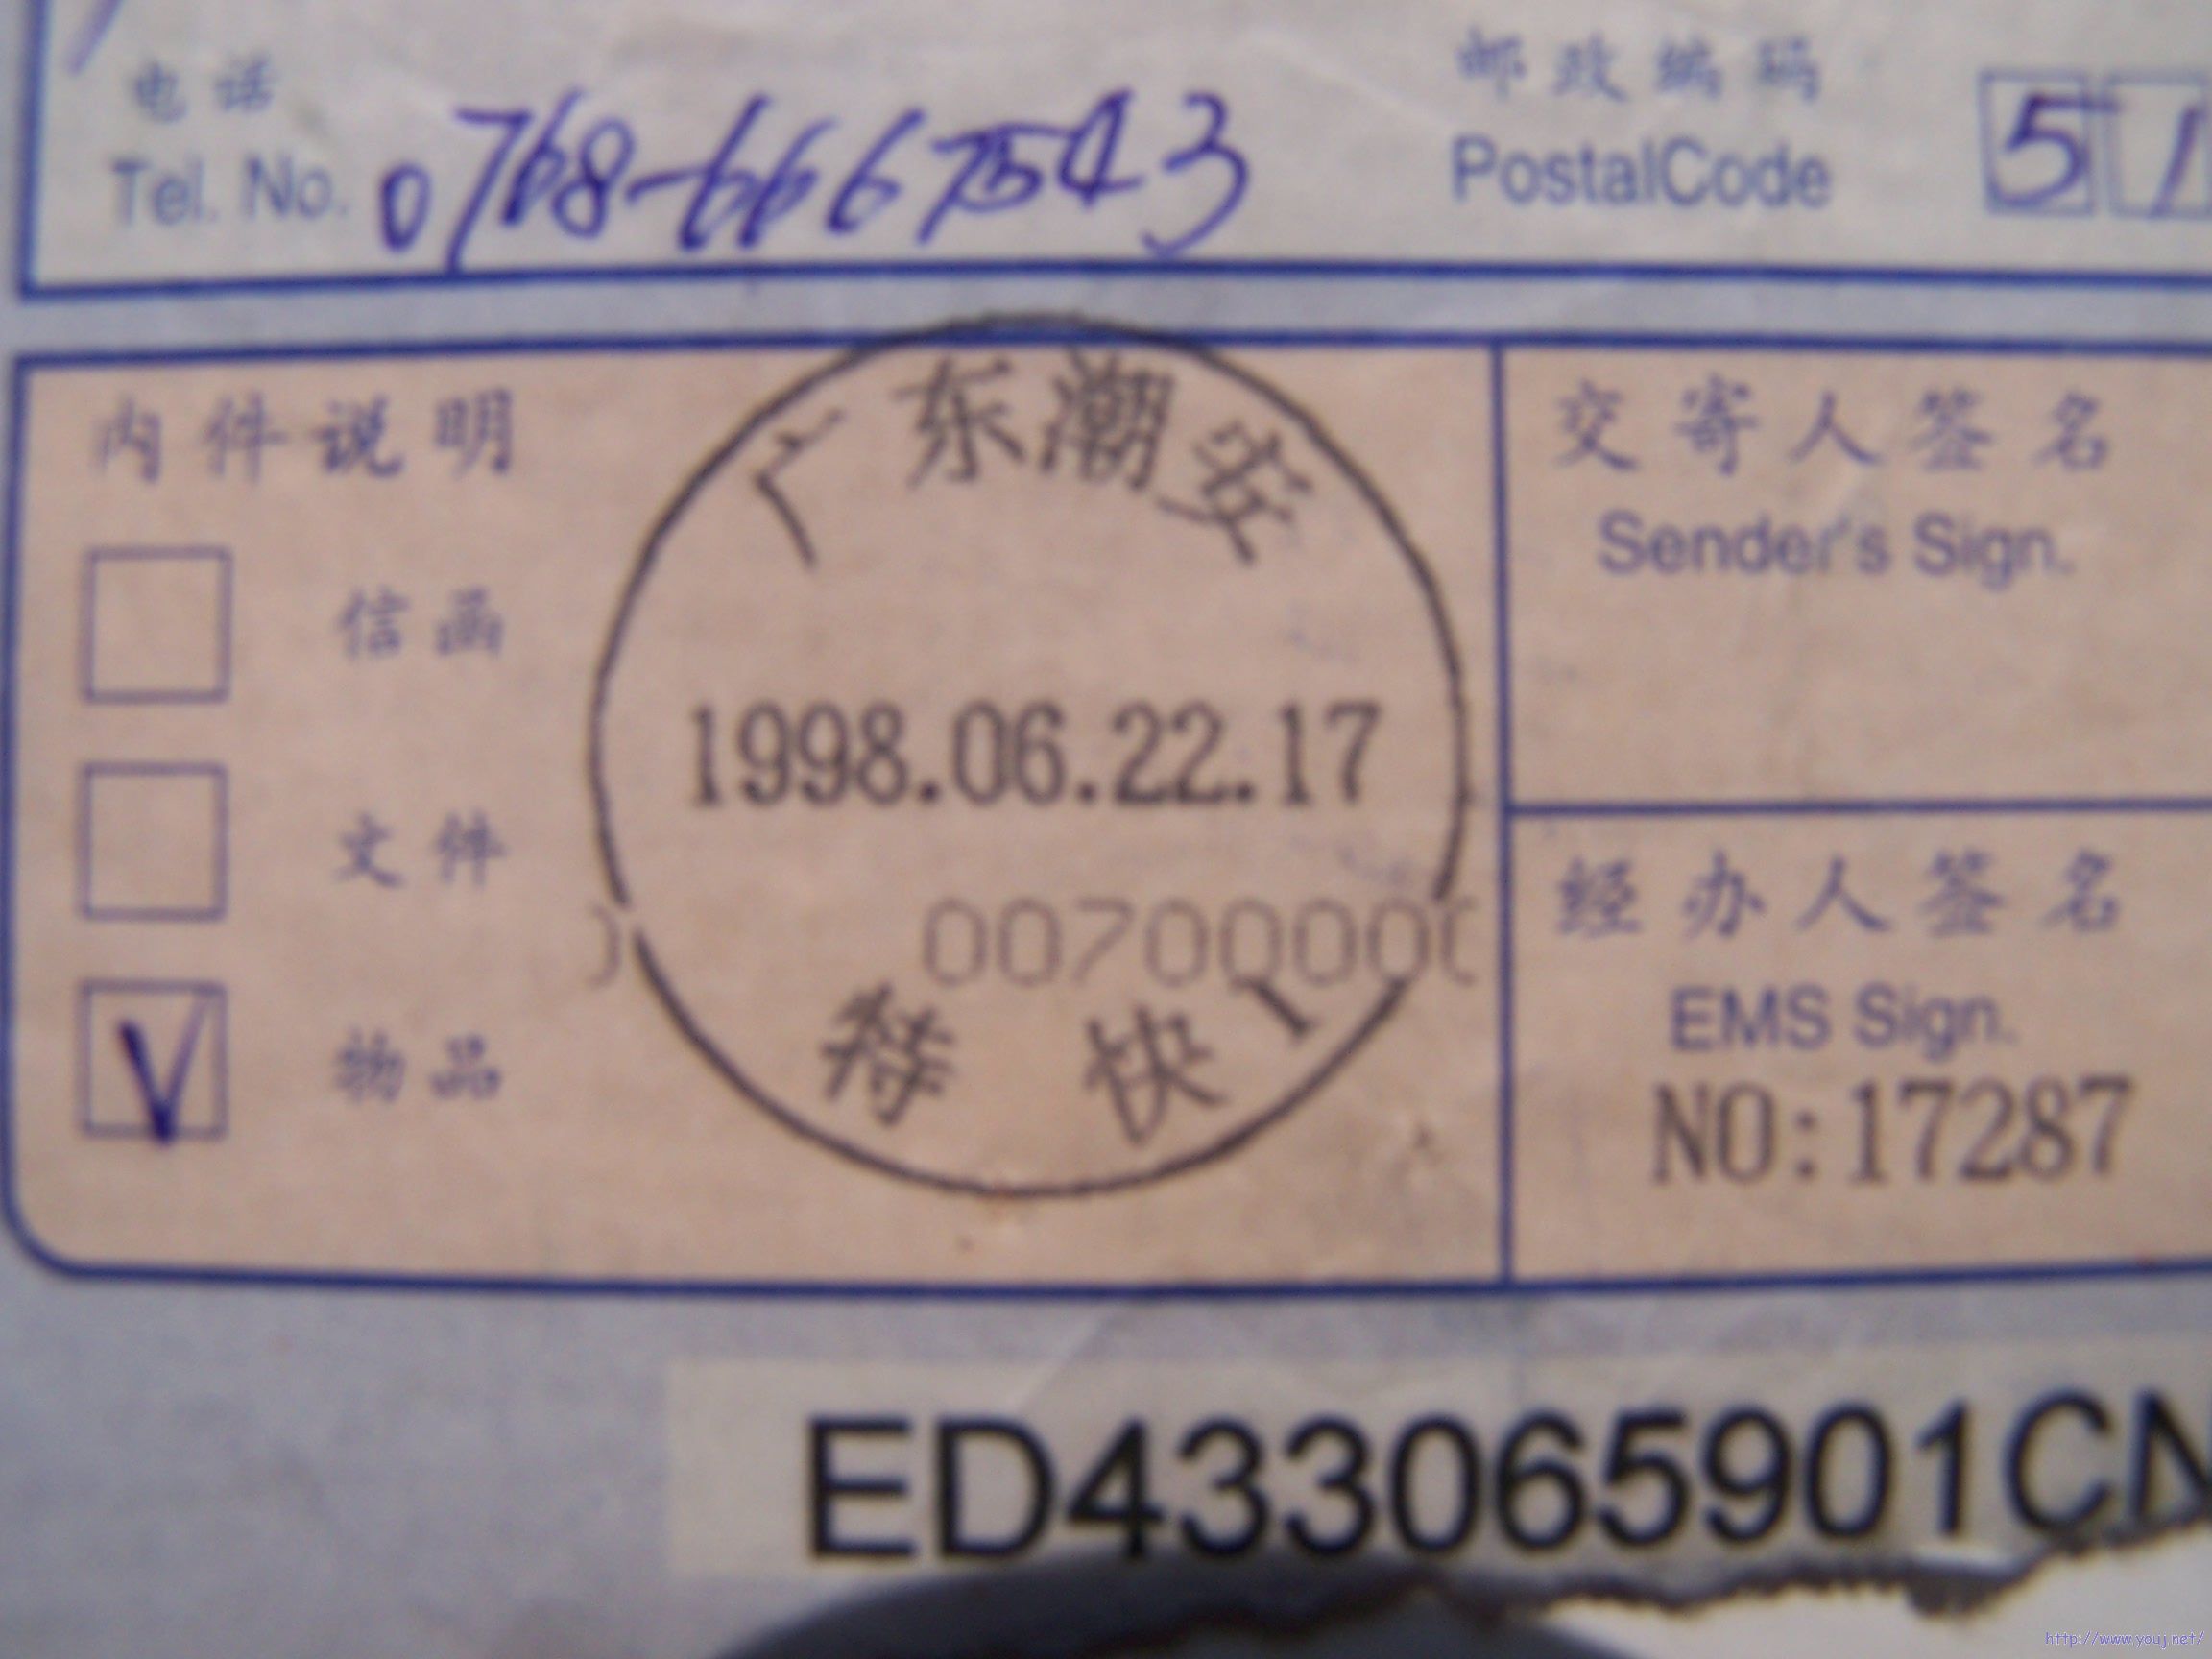 电话
Tel. No. 0768-6667543
邮政编码
PostalCode 51
内件说明
信函
文件
物品
广东潮安
1998.06.22.17
0070000
特快
1
交寄人签名
Sender's Sign.
经办人签名
EMS Sign.
NO:17287
ED433065901CN
http://www.youj.net/